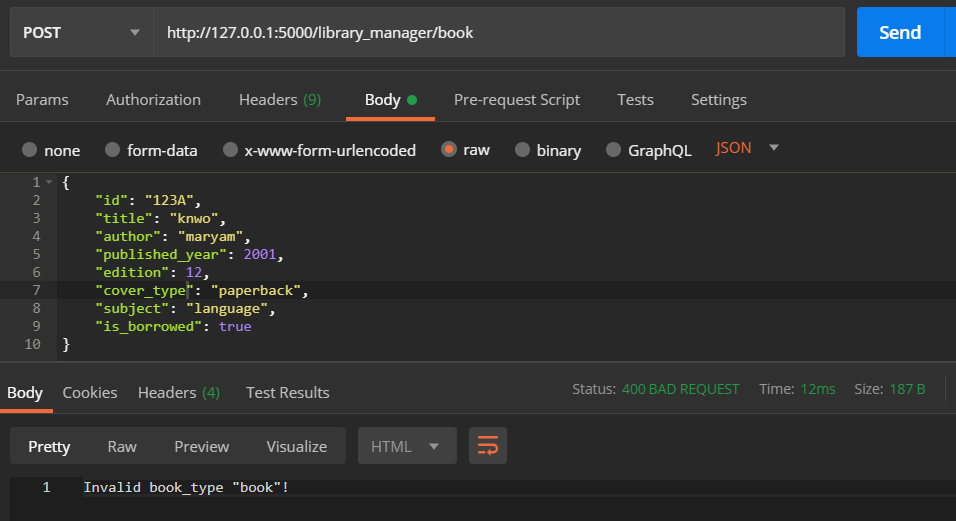 POST http://127.0.0.1:5000/library_manager/book Send
Params Authorization Headers (9) Body Pre-request Script Tests Settings
none form-data x-www-form-urlencoded raw binary GraphQL JSON
1 {
2 "id": "123A",
3 "title": "knwo",
4 "author": "maryam",
5 "published_year": 2001,
6 "edition": 12,
7 "cover_type": "paperback",
8 "subject": "language",
9 "is_borrowed": true
10 }
Body Cookies Headers (4) Test Results Status: 400 BAD REQUEST Time: 12ms Size: 187 B
Pretty Raw Preview Visualize HTML
1 Invalid book_type "book"!